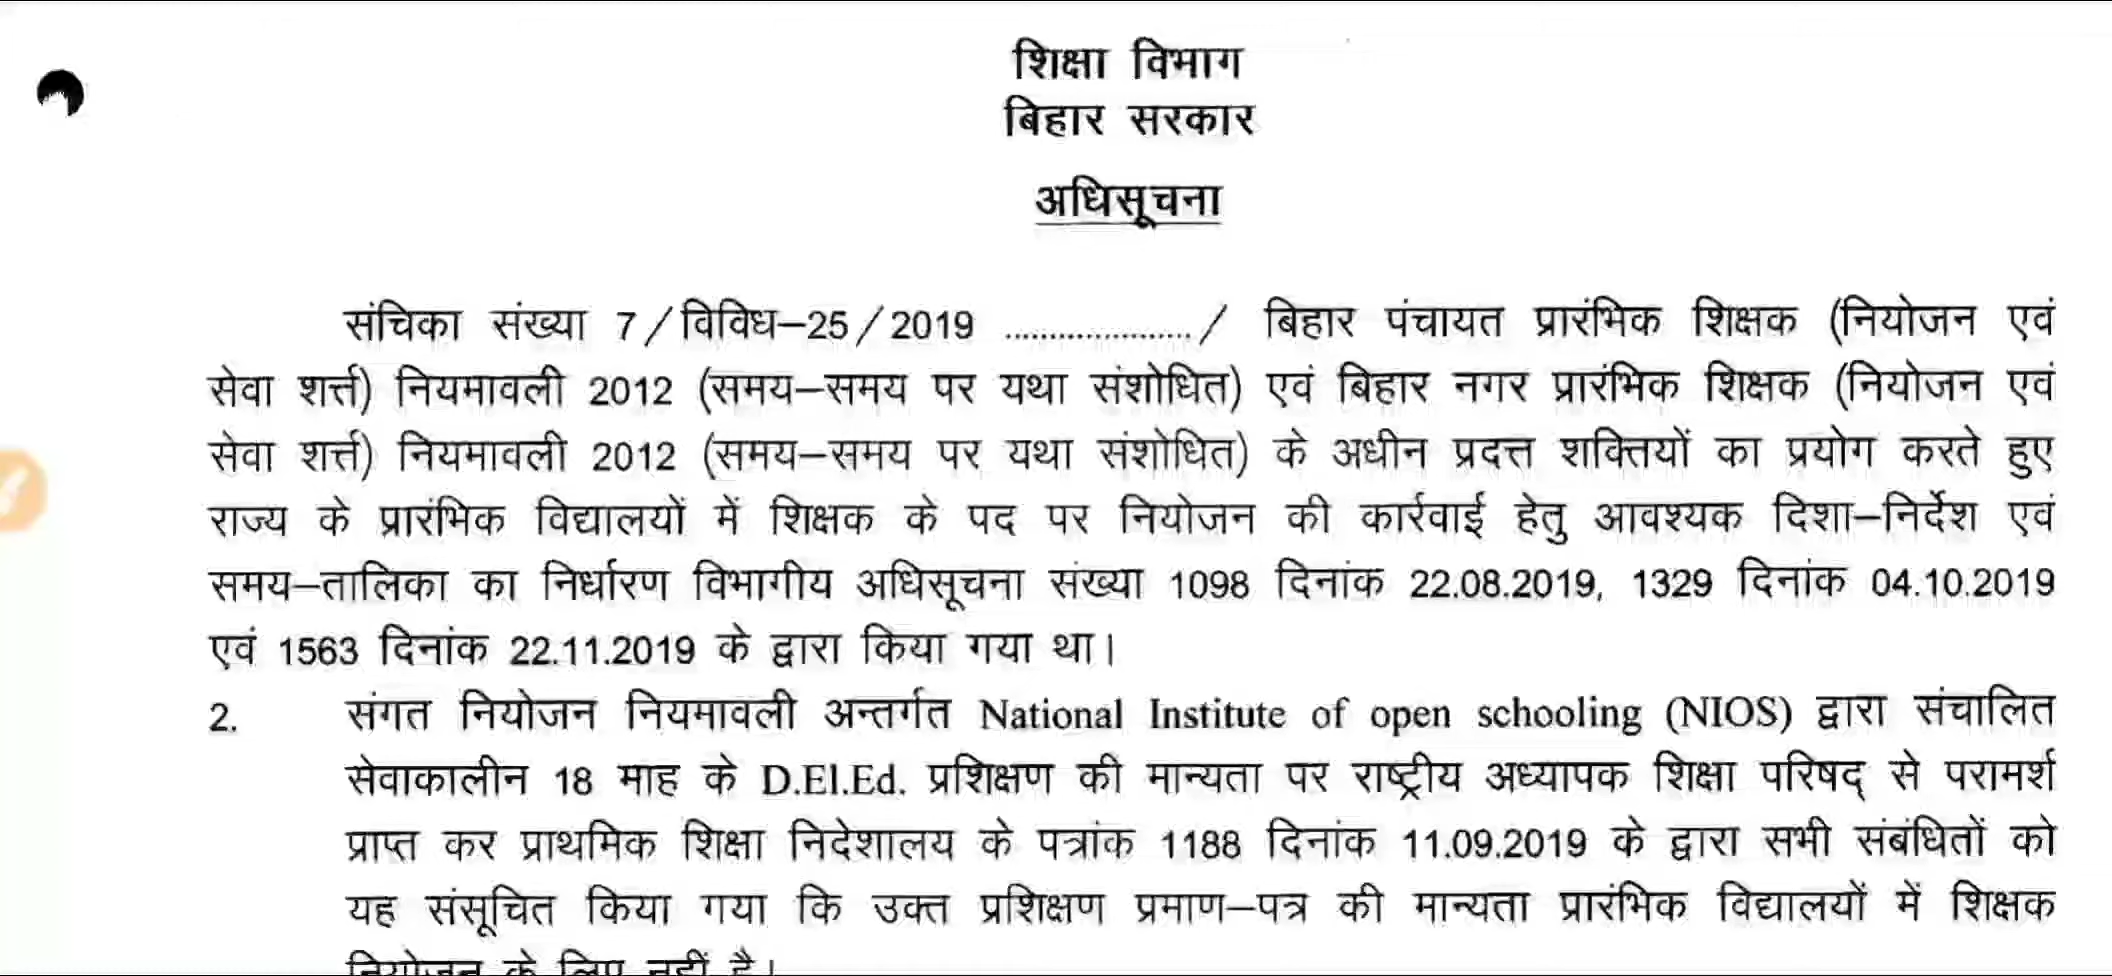 शिक्षा विभाग
बिहार सरकार
अधिसूचना
संचिका संख्या 7/विविध–25/2019 ..................../ बिहार पंचायत प्रारंभिक शिक्षक (नियोजन एवं
सेवा शर्त्त) नियमावली 2012 (समय–समय पर यथा संशोधित) एवं बिहार नगर प्रारंभिक शिक्षक (नियोजन एवं
सेवा शर्त्त) नियमावली 2012 (समय–समय पर यथा संशोधित) के अधीन प्रदत्त शक्तियों का प्रयोग करते हुए
राज्य के प्रारंभिक विद्यालयों में शिक्षक के पद पर नियोजन की कार्रवाई हेतु आवश्यक दिशा–निर्देश एवं
समय–तालिका का निर्धारण विभागीय अधिसूचना संख्या 1098 दिनांक 22.08.2019, 1329 दिनांक 04.10.2019
एवं 1563 दिनांक 22.11.2019 के द्वारा किया गया था।
2. संगत नियोजन नियमावली अन्तर्गत National Institute of open schooling (NIOS) द्वारा संचालित
सेवाकालीन 18 माह के D.El.Ed. प्रशिक्षण की मान्यता पर राष्ट्रीय अध्यापक शिक्षा परिषद् से परामर्श
प्राप्त कर प्राथमिक शिक्षा निदेशालय के पत्रांक 1188 दिनांक 11.09.2019 के द्वारा सभी संबंधितों को
यह संसूचित किया गया कि उक्त प्रशिक्षण प्रमाण–पत्र की मान्यता प्रारंभिक विद्यालयों में शिक्षक
नियोजन के लिए नहीं है।